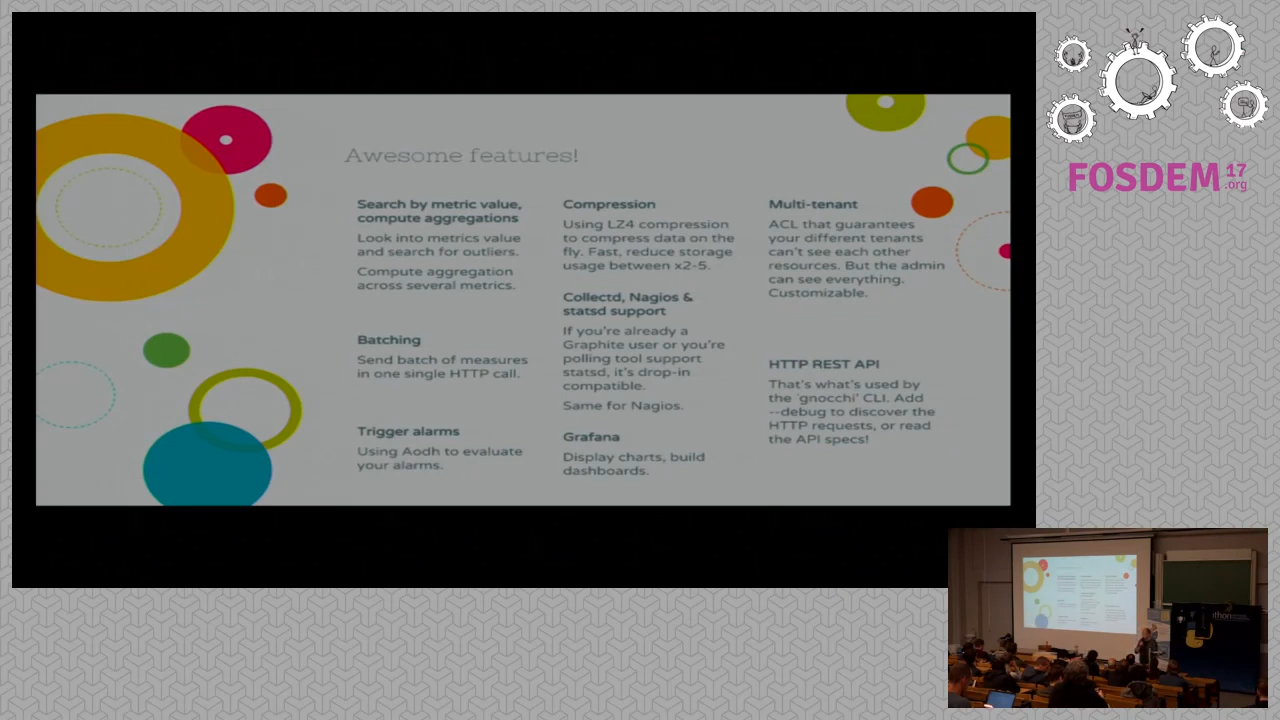 Awesome features!
Search by metric value,
compute aggregations
Look into metrics value
and search for outliers.
Compute aggregation
across several metrics.
Batching
Send batch of measures
in one single HTTP call.
Trigger alarms
Using Aodh to evaluate
your alarms.
Compression
Using LZ4 compression
to compress data on the
fly. Fast, reduce storage
usage between x2-5.
Collectd, Nagios &
statsd support
If you're already a
Graphite user or you're
polling tool support
statsd, it's drop-in
compatible.
Same for Nagios.
Grafana
Display charts, build
dashboards.
Multi-tenant
ACL that guarantees
your different tenants
can't see each other
resources. But the admin
can see everything.
Customizable.
HTTP REST API
That's what's used by
the 'gnocchi' CLI. Add
--debug to discover the
HTTP requests, or read
the API specs!
FOSDEM 17
.org